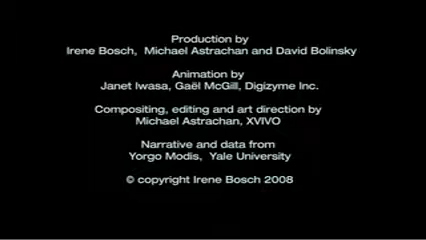 Production by
Irene Bosch, Michael Astrachan and David Bolinsky
Animation by
Janet Iwasa, Gaël McGill, Digizyme Inc.
Compositing, editing and art direction by
Michael Astrachan, XVIVO
Narrative and data from
Yorgo Modis, Yale University
© copyright Irene Bosch 2008